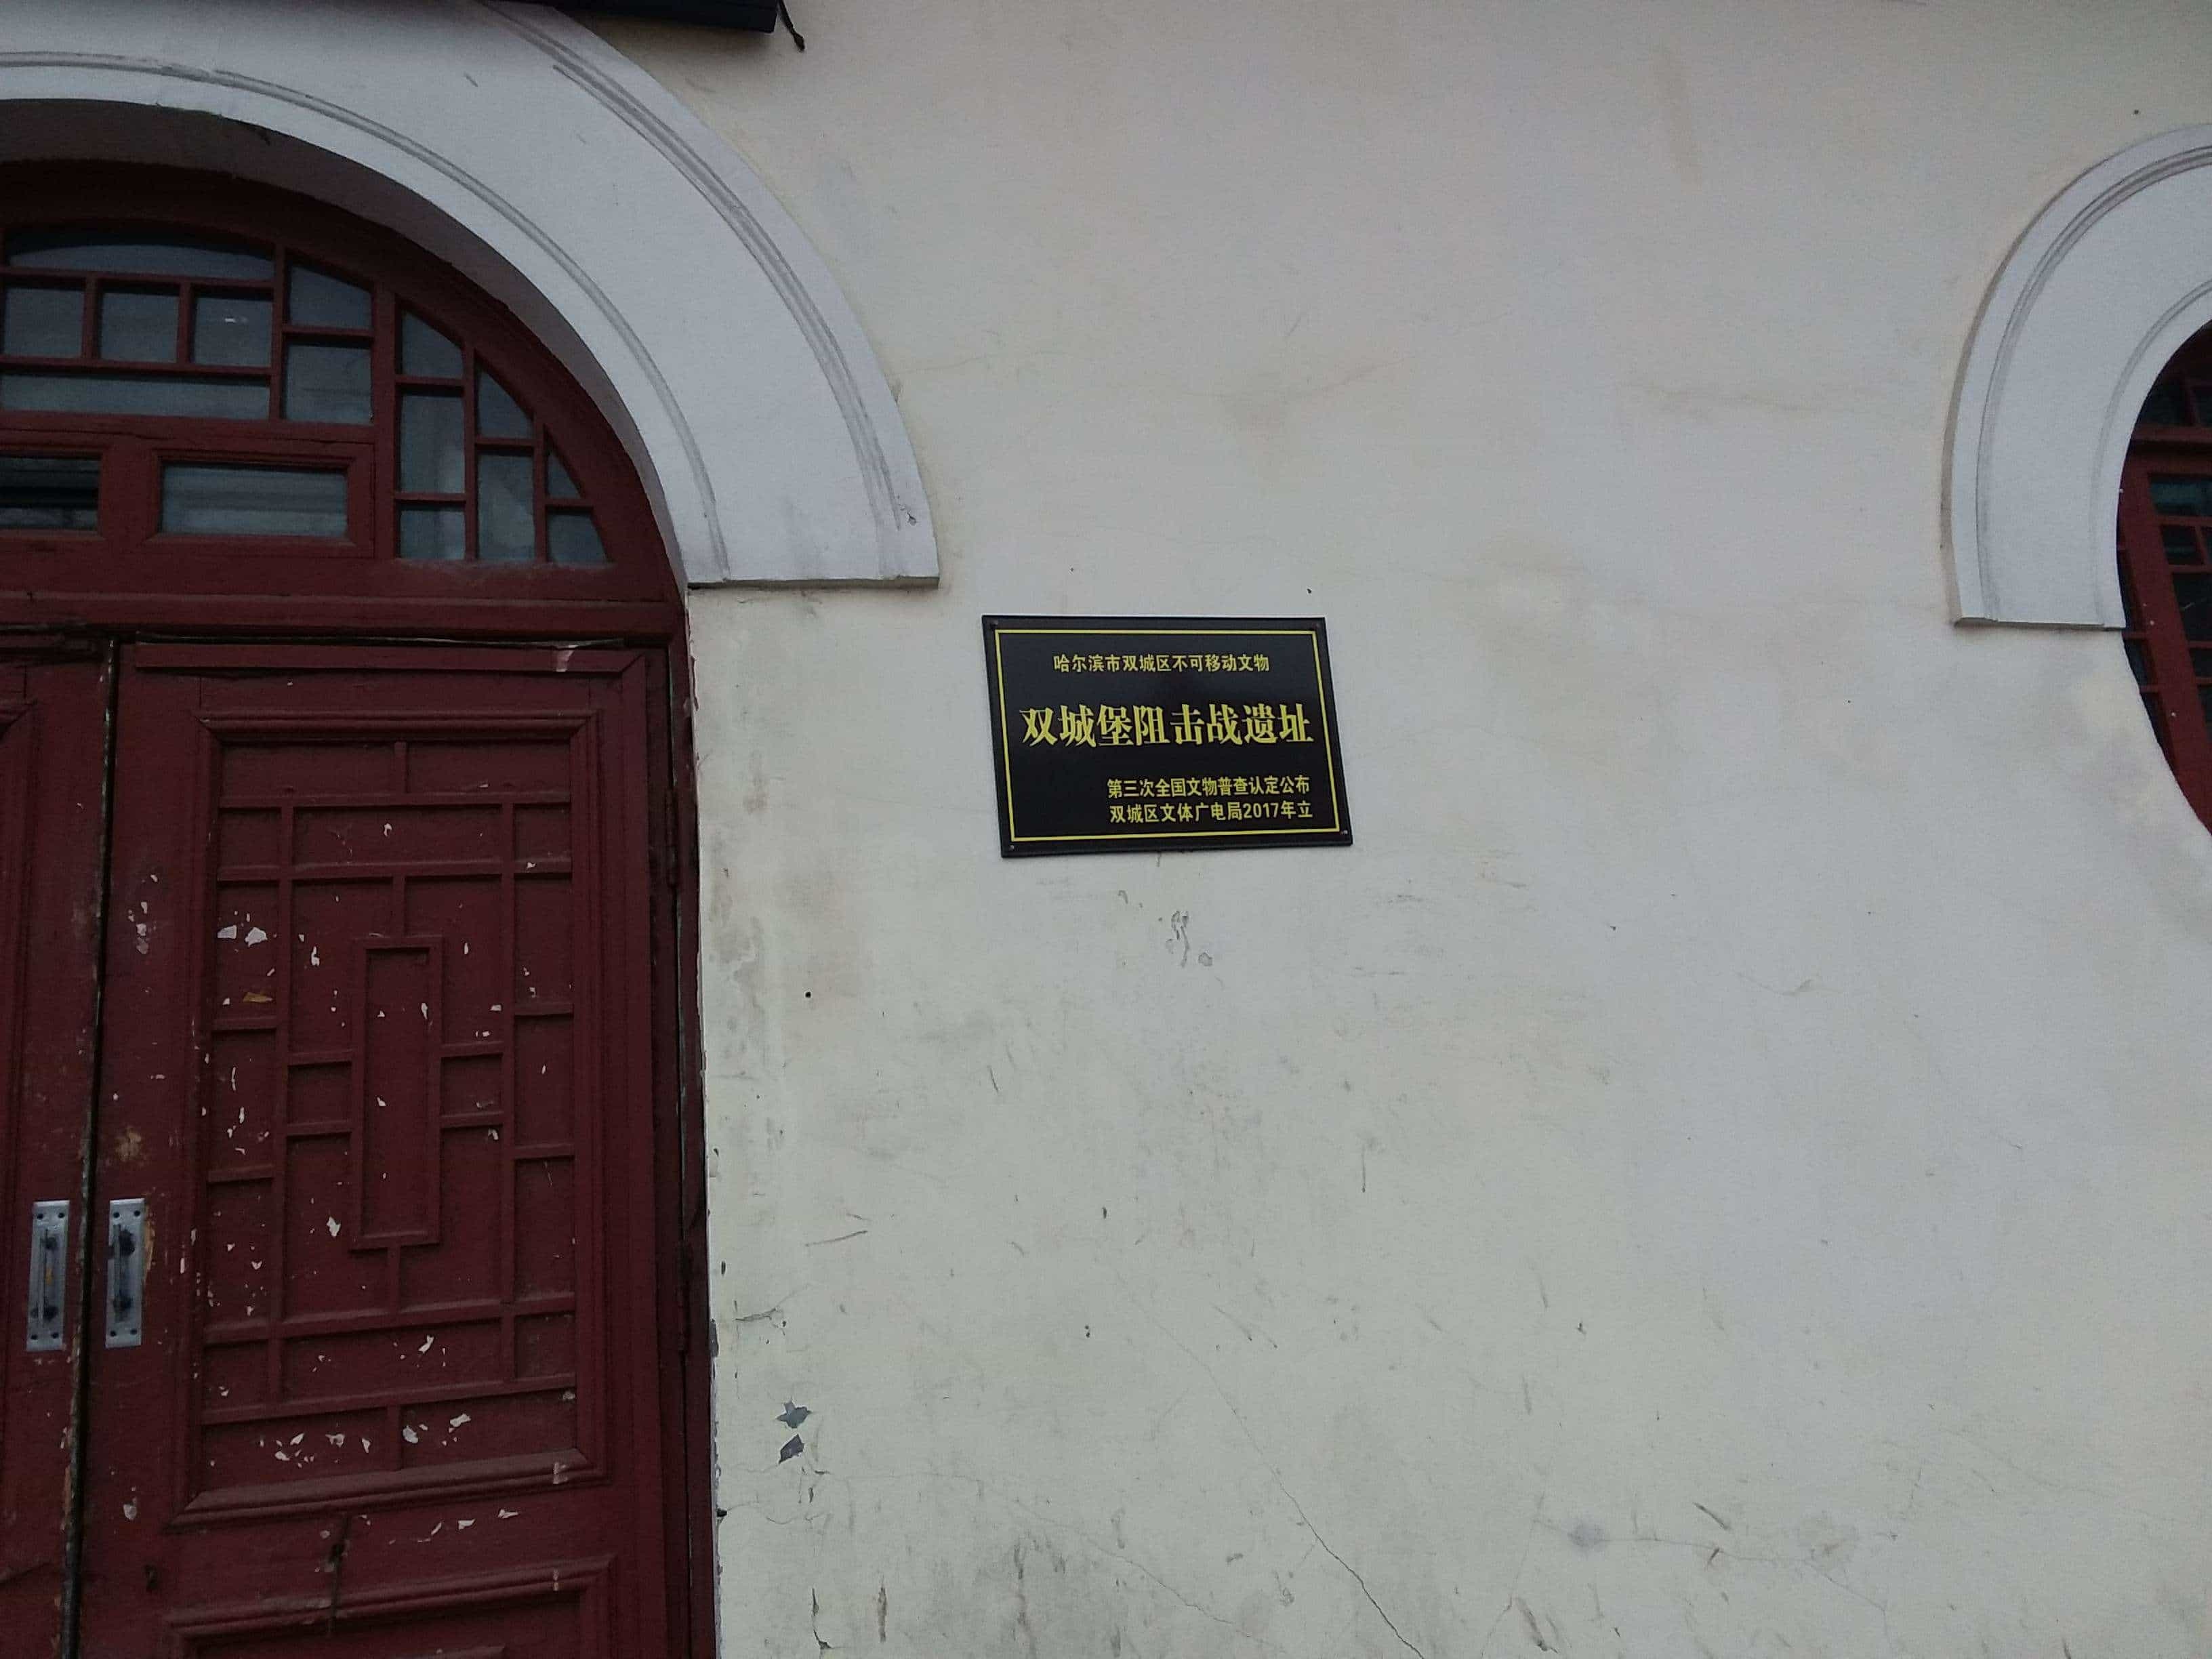 哈尔滨市双城区不可移动文物
双城堡阻击战遗址
第三次全国文物普查认定公布
双城区文体广电局2017年立